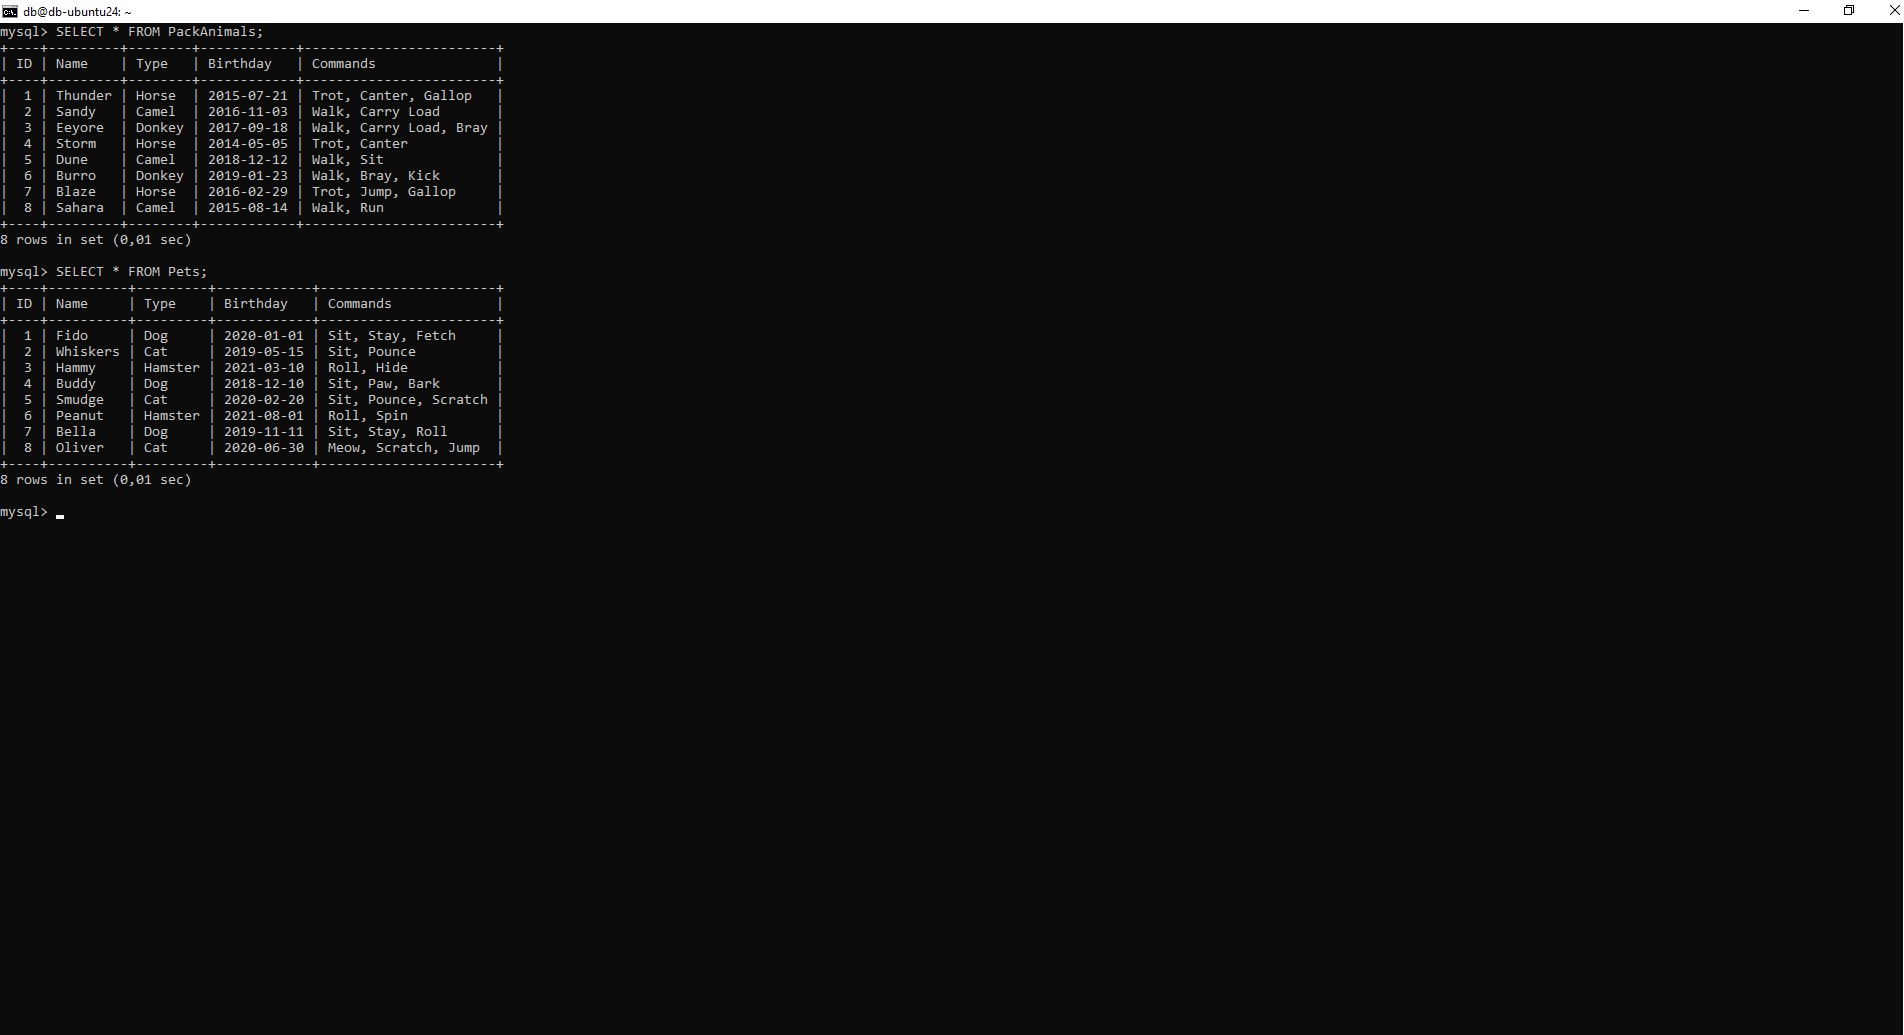 db@db-ubuntu24: ~
mysql> SELECT * FROM PackAnimals;
+----+---------+--------+------------+------------------------+
| ID | Name    | Type   | Birthday   | Commands               |
+----+---------+--------+------------+------------------------+
|  1 | Thunder | Horse  | 2015-07-21 | Trot, Canter, Gallop   |
|  2 | Sandy   | Camel  | 2016-11-03 | Walk, Carry Load       |
|  3 | Eeyore  | Donkey | 2017-09-18 | Walk, Carry Load, Bray |
|  4 | Storm   | Horse  | 2014-05-05 | Trot, Canter           |
|  5 | Dune    | Camel  | 2018-12-12 | Walk, Sit              |
|  6 | Burro   | Donkey | 2019-01-23 | Walk, Bray, Kick       |
|  7 | Blaze   | Horse  | 2016-02-29 | Trot, Jump, Gallop     |
|  8 | Sahara  | Camel  | 2015-08-14 | Walk, Run              |
+----+---------+--------+------------+------------------------+
8 rows in set (0,01 sec)
mysql> SELECT * FROM Pets;
+----+----------+---------+------------+----------------------+
| ID | Name     | Type    | Birthday   | Commands             |
+----+----------+---------+------------+----------------------+
|  1 | Fido     | Dog     | 2020-01-01 | Sit, Stay, Fetch     |
|  2 | Whiskers | Cat     | 2019-05-15 | Sit, Pounce          |
|  3 | Hammy    | Hamster | 2021-03-10 | Roll, Hide           |
|  4 | Buddy    | Dog     | 2018-12-10 | Sit, Paw, Bark       |
|  5 | Smudge   | Cat     | 2020-02-20 | Sit, Pounce, Scratch |
|  6 | Peanut   | Hamster | 2021-08-01 | Roll, Spin           |
|  7 | Bella    | Dog     | 2019-11-11 | Sit, Stay, Roll      |
|  8 | Oliver   | Cat     | 2020-06-30 | Meow, Scratch, Jump  |
+----+----------+---------+------------+----------------------+
8 rows in set (0,01 sec)
mysql>